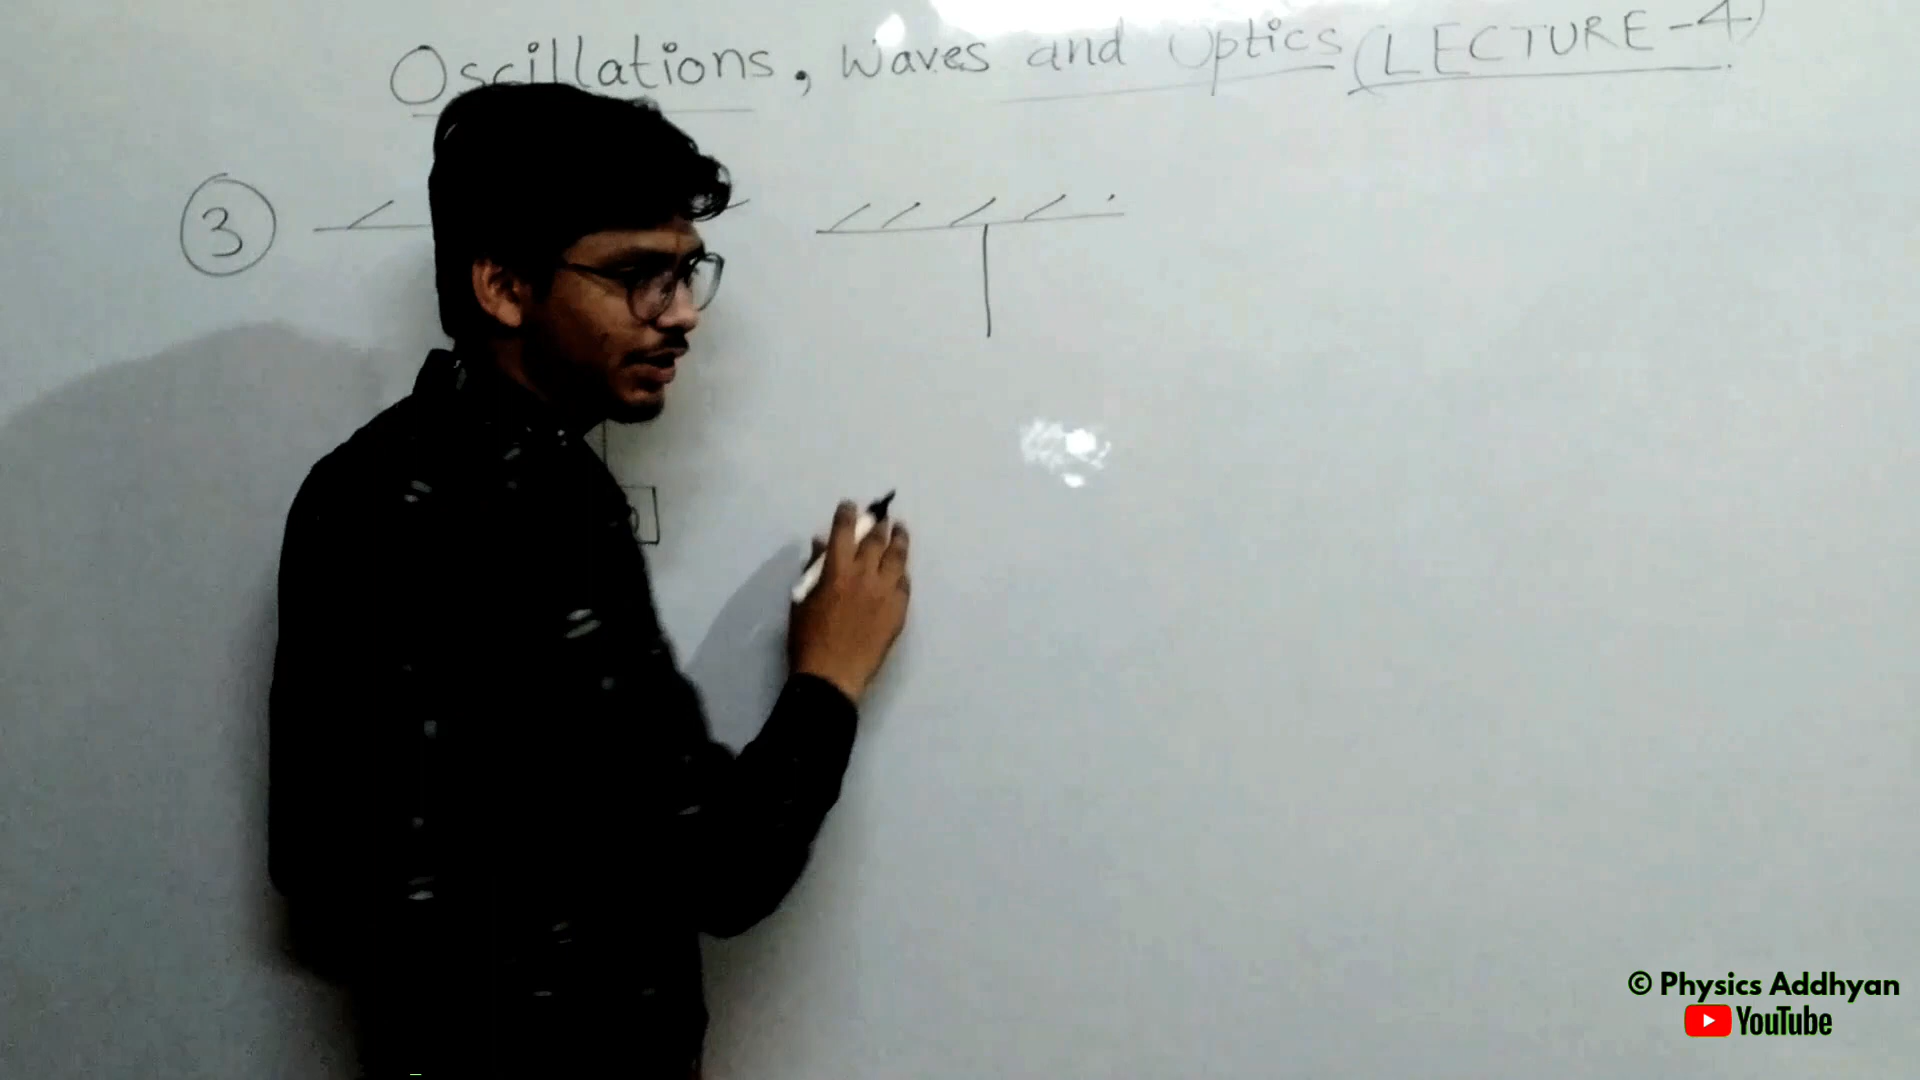 Oscillations, Waves and Optics (LECTURE-4)
3
© Physics Addhyan
YouTube